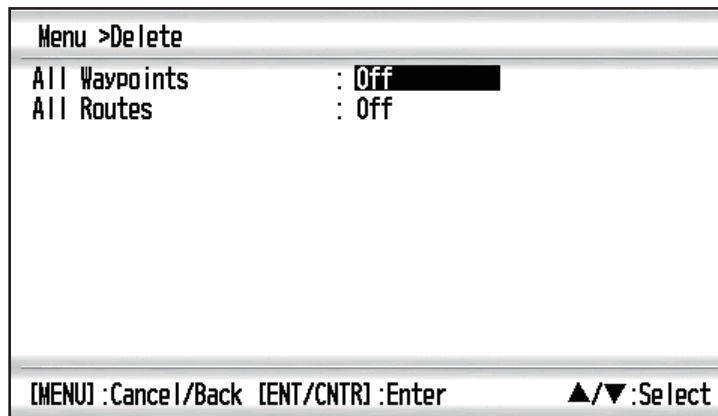 Menu >Delete
All Waypoints : Off
All Routes : Off
[MENU] :Cancel/Back [ENT/CNTR] :Enter ▲/▼ :Select